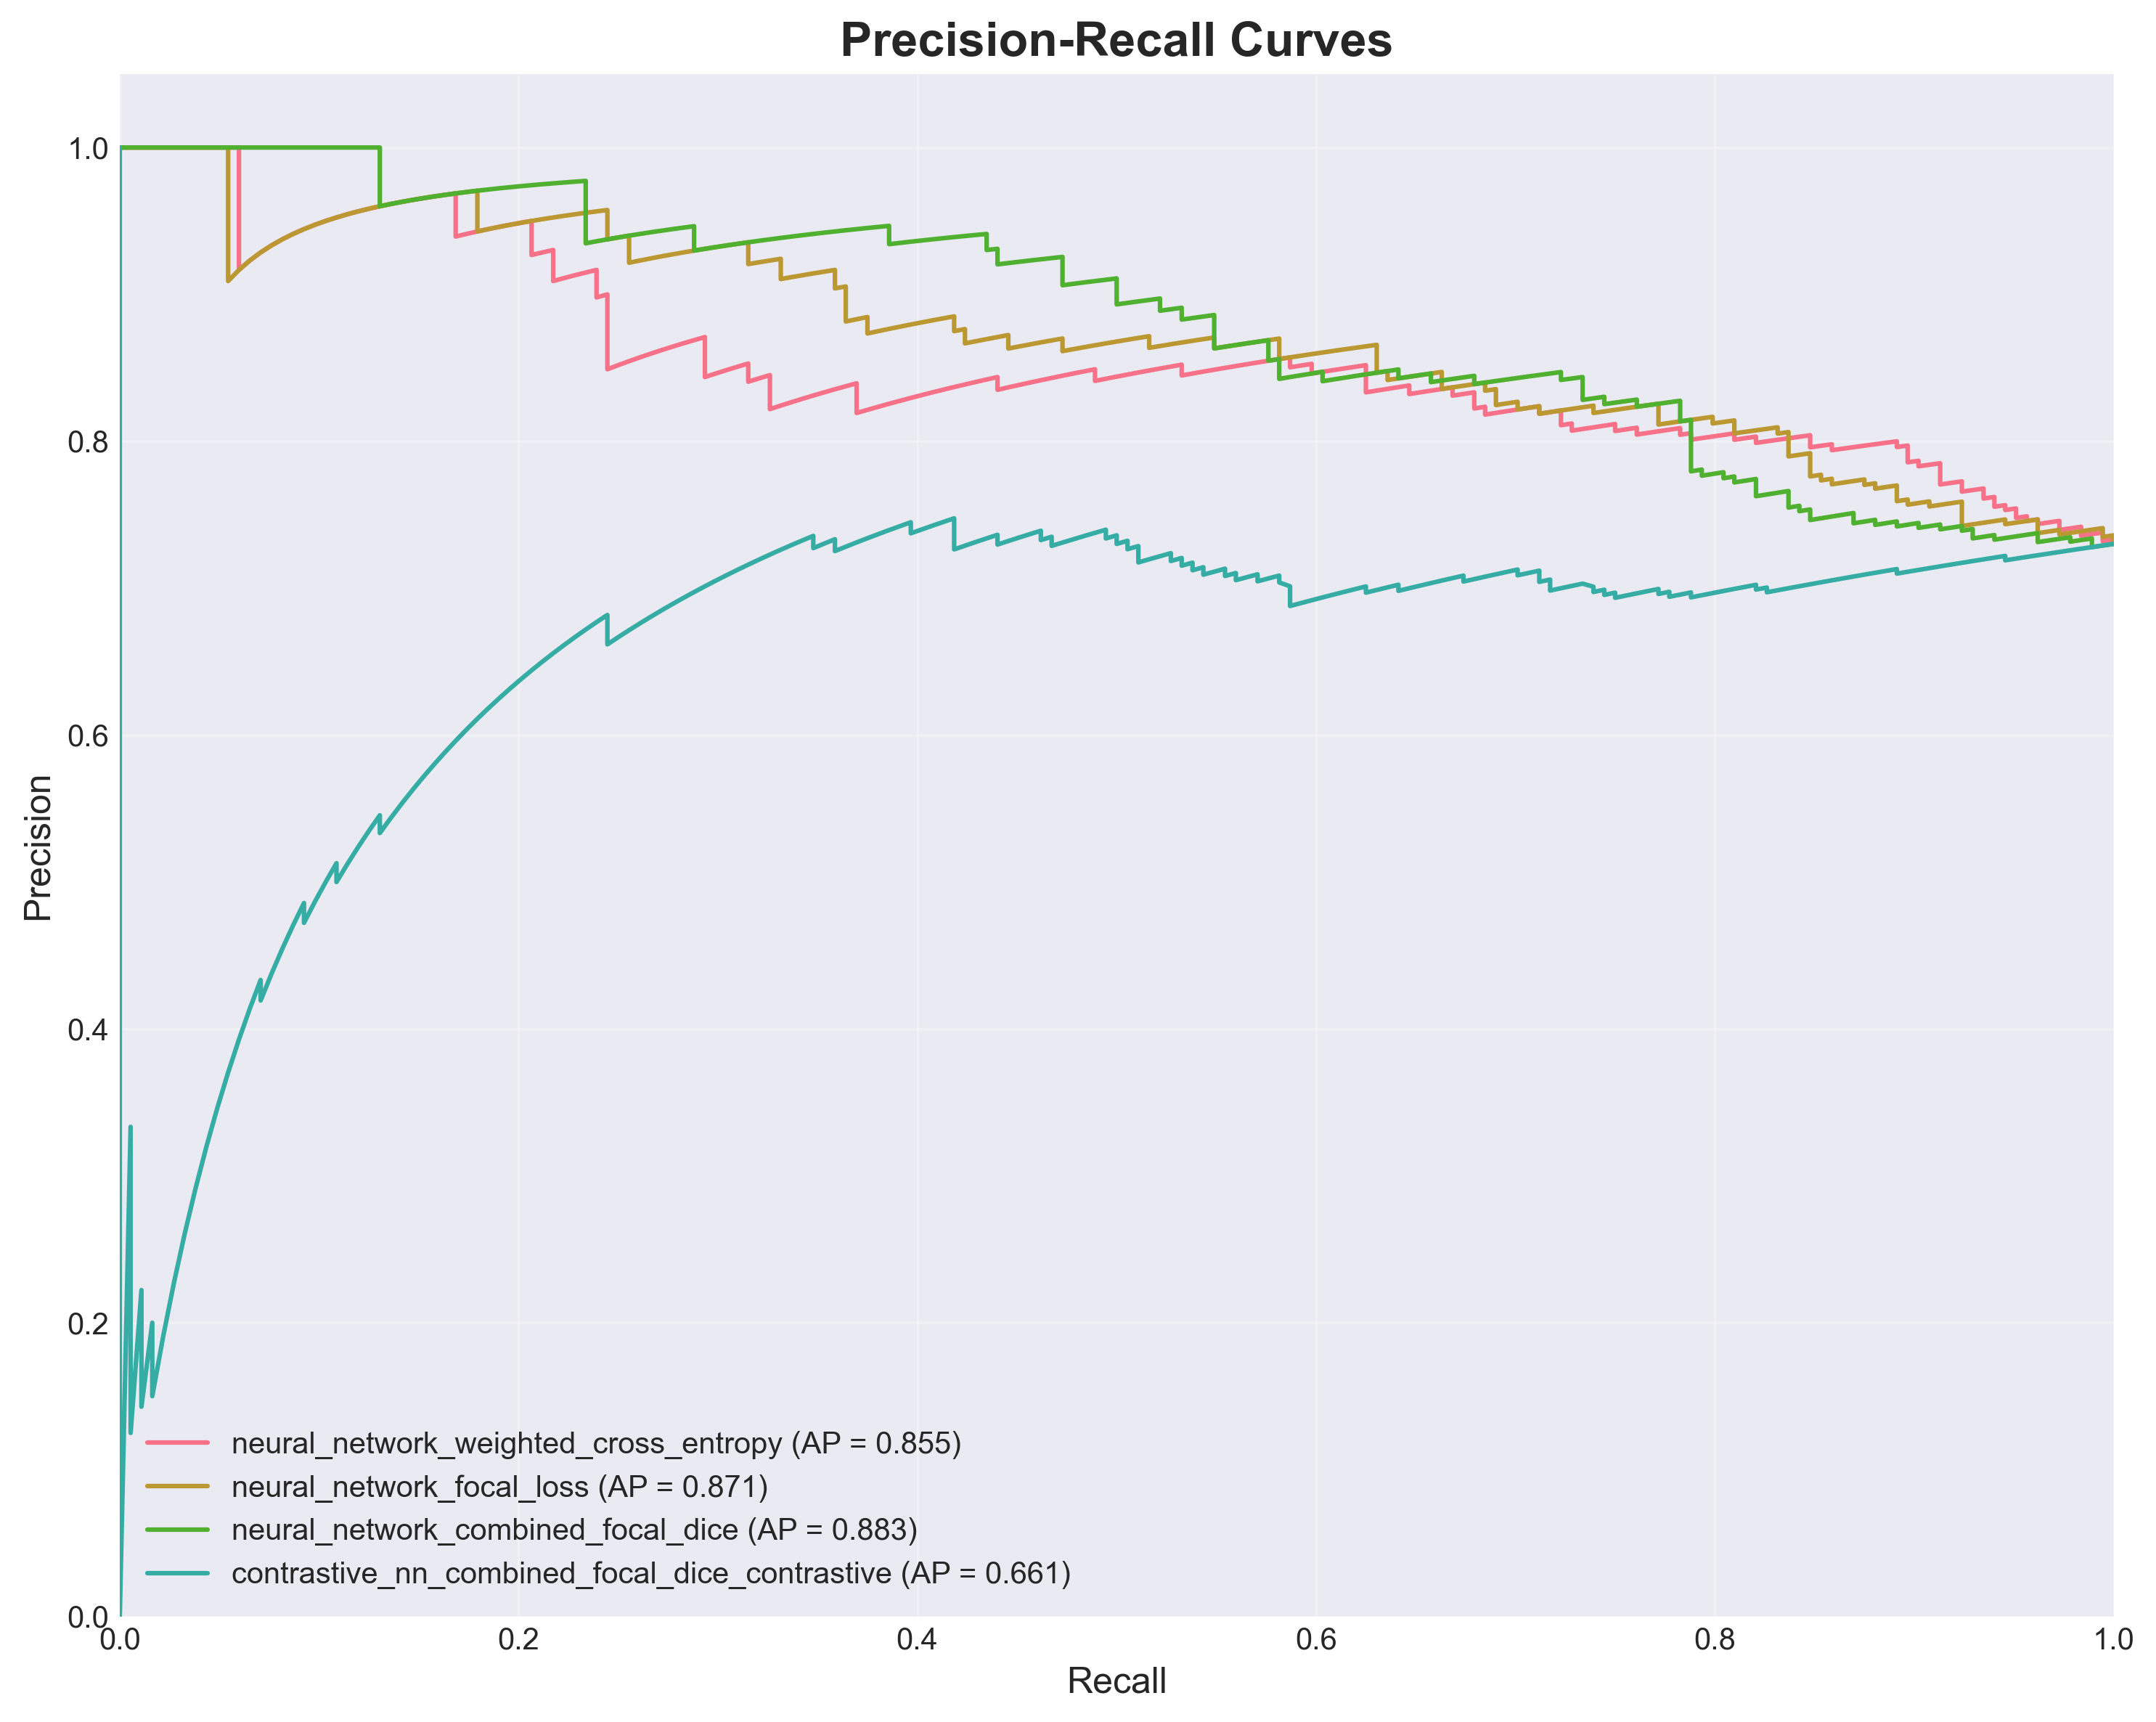 Precision-Recall Curves
1.0
0.8
0.6
0.4
0.2
0.0
Precision
neural_network_weighted_cross_entropy (AP = 0.855)
neural_network_focal_loss (AP = 0.871)
neural_network_combined_focal_dice (AP = 0.883)
contrastive_nn_combined_focal_dice_contrastive (AP = 0.661)
0.0 0.2 0.4 0.6 0.8 1.0
Recall